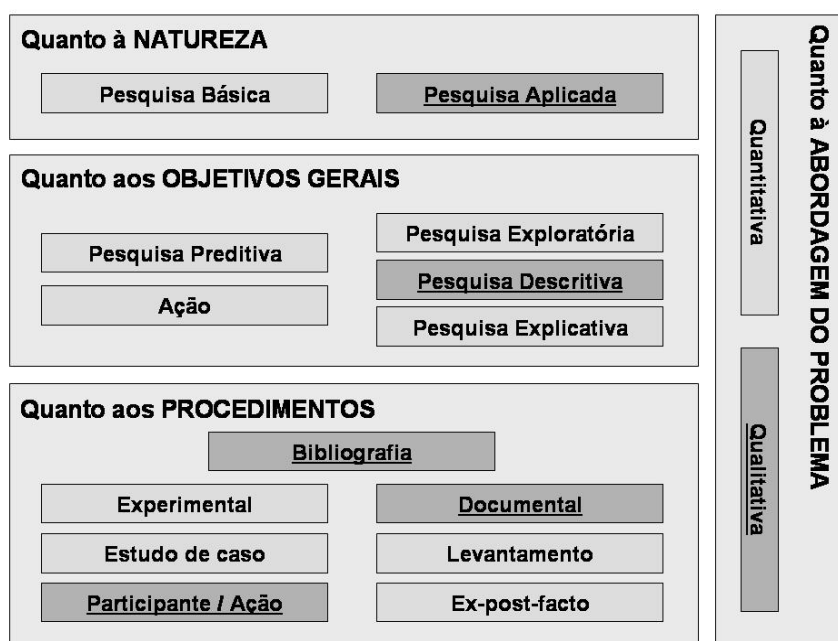 Quanto à NATUREZA
Pesquisa Básica
Pesquisa Aplicada
Quanto aos OBJETIVOS GERAIS
Pesquisa Preditiva
Ação
Pesquisa Exploratória
Pesquisa Descritiva
Pesquisa Explicativa
Quanto aos PROCEDIMENTOS
Bibliografia
Experimental
Documental
Estudo de caso
Levantamento
Participante / Ação
Ex-post-facto
Quanto à ABORDAGEM DO PROBLEMA
Quantitativa
Qualitativa